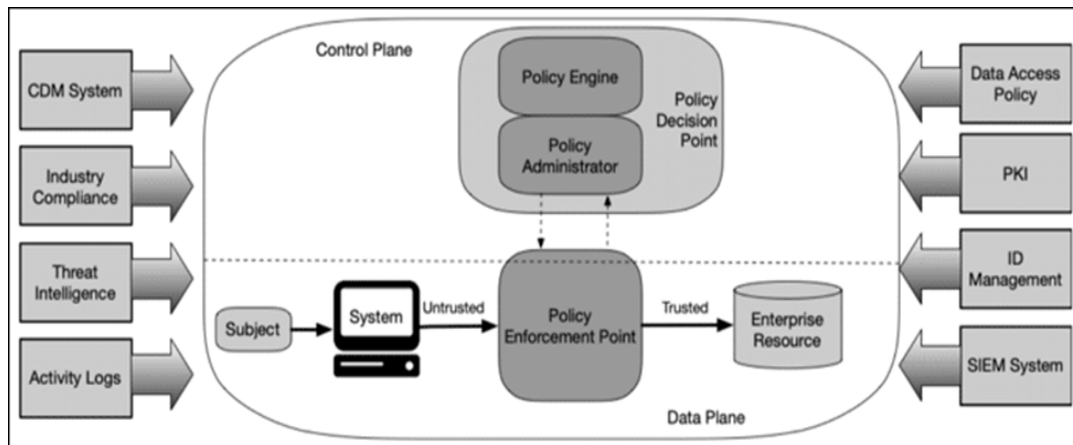 CDM System
Industry
Compliance
Threat
Intelligence
Activity Logs
Control Plane
Policy Engine
Policy
Administrator
Policy
Decision
Point
Subject
System
Untrusted
Policy
Enforcement Point
Trusted
Enterprise
Resource
Data Plane
Data Access
Policy
PKI
ID
Management
SIEM System